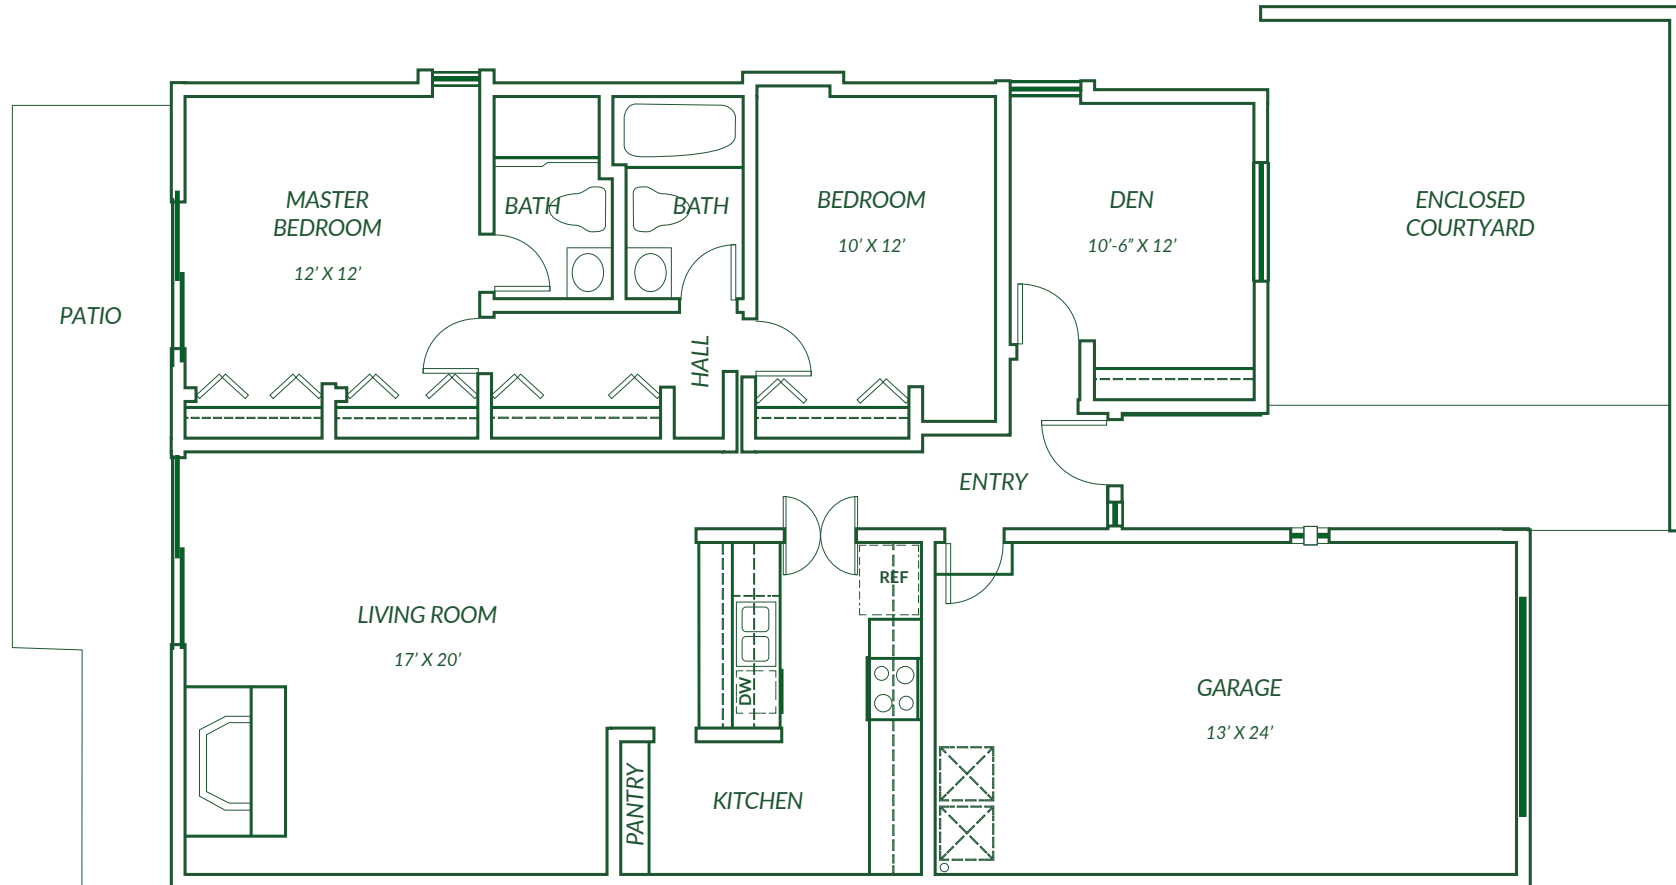 MASTER
BEDROOM
12’ X 12’
BATH
BATH
BEDROOM
10’ X 12’
DEN
10’-6” X 12’
ENCLOSED
COURTYARD
PATIO
HALL
ENTRY
LIVING ROOM
17’ X 20’
REF
DW
GARAGE
13’ X 24’
PANTRY
KITCHEN